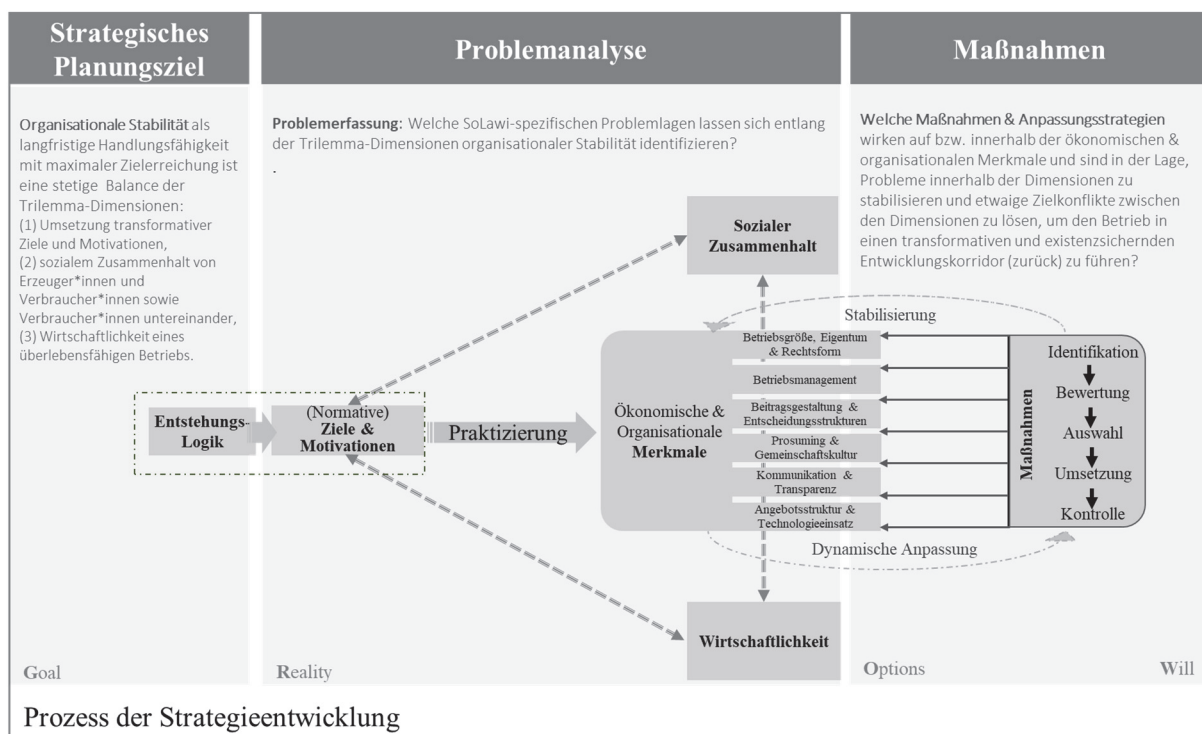 Strategisches
Planungsziel
Problemanalyse
Maßnahmen
Organisationale Stabilität als
langfristige Handlungsfähigkeit
mit maximaler Zielerreichung ist
eine stetige Balance der
Trilemma-Dimensionen:
(1) Umsetzung transformativer
Ziele und Motivationen,
(2) sozialem Zusammenhalt von
Erzeuger*innen und
Verbraucher*innen sowie
Verbraucher*innen untereinander,
(3) Wirtschaftlichkeit eines
überlebensfähigen Betriebs.
Problemerfassung: Welche SoLawi-spezifischen Problemlagen lassen sich entlang
der Trilemma-Dimensionen organisationaler Stabilität identifizieren?
.
Welche Maßnahmen & Anpassungsstrategien
wirken auf bzw. innerhalb der ökonomischen &
organisationalen Merkmale und sind in der Lage,
Probleme innerhalb der Dimensionen zu
stabilisieren und etwaige Zielkonflikte zwischen
den Dimensionen zu lösen, um den Betrieb in
einen transformativen und existenzsichernden
Entwicklungskorridor (zurück) zu führen?
Sozialer
Zusammenhalt
Entstehungs-
Logik
(Normative)
Ziele &
Motivationen
Praktizierung
Ökonomische &
Organisationale
Merkmale
Betriebsgröße, Eigentum
& Rechtsform
Betriebsmanagement
Beitragsgestaltung &
Entscheidungsstrukturen
Prosuming &
Gemeinschaftskultur
Kommunikation &
Transparenz
Angebotsstruktur &
Technologieeinsatz
Stabilisierung
Maßnahmen
Identifikation
Bewertung
Auswahl
Umsetzung
Kontrolle
Dynamische Anpassung
Wirtschaftlichkeit
Goal
Reality
Options
Will
Prozess der Strategieentwicklung